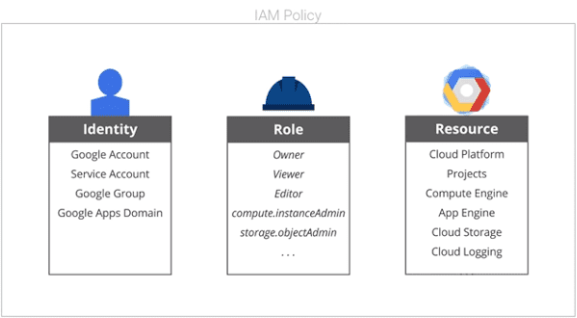 IAM Policy
Identity
Google Account
Service Account
Google Group
Google Apps Domain
Role
Owner
Viewer
Editor
compute.instanceAdmin
storage.objectAdmin
...
Resource
Cloud Platform
Projects
Compute Engine
App Engine
Cloud Storage
Cloud Logging
...